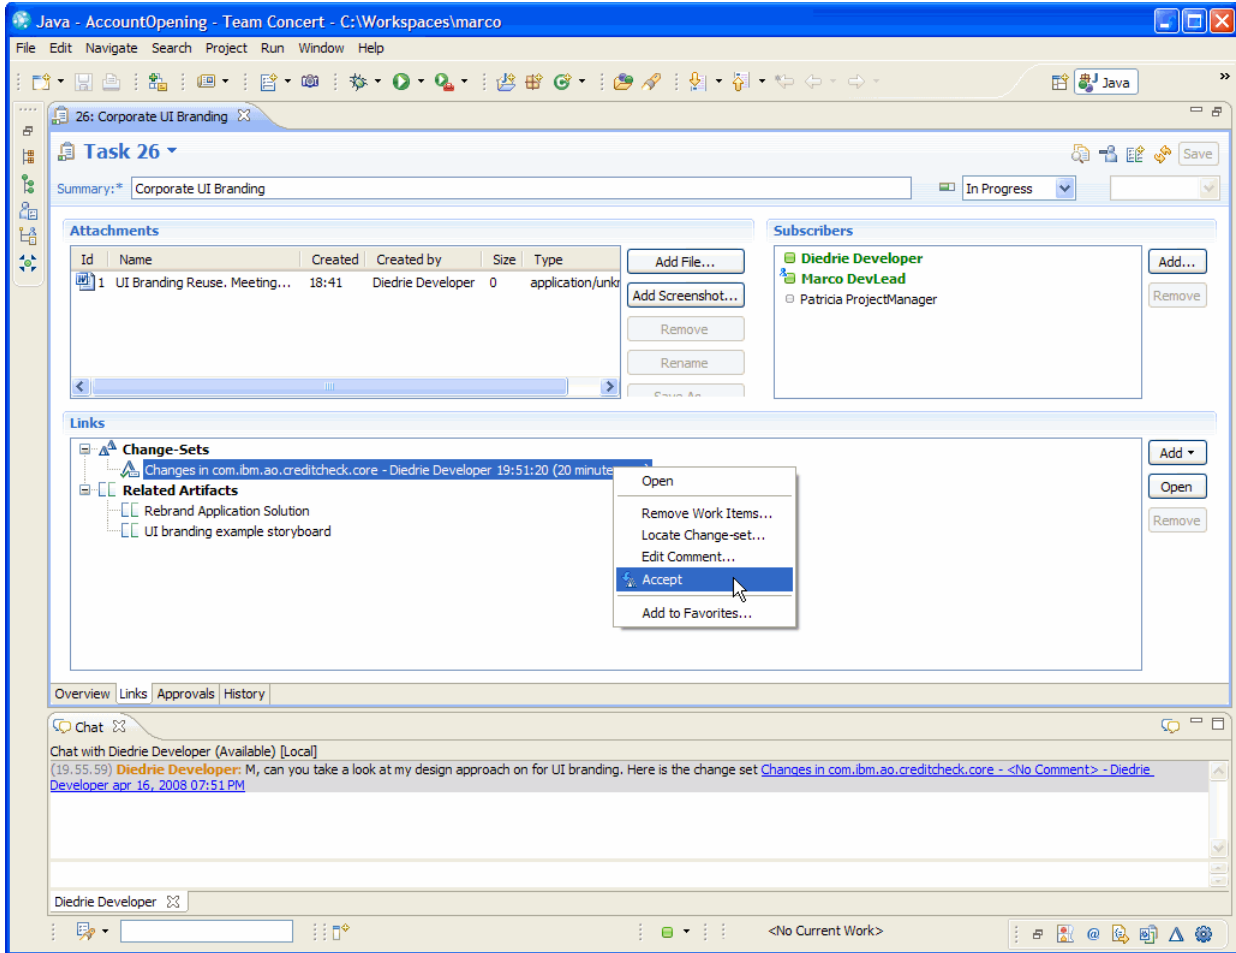 Java - AccountOpening - Team Concert - C:\Workspaces\marco
File Edit Navigate Search Project Run Window Help
Java
26: Corporate UI Branding
Task 26
Save
Summary:* Corporate UI Branding In Progress
Attachments
Id Name Created Created by Size Type
1 UI Branding Reuse. Meeting... 18:41 Diedrie Developer 0 application/unkr
Add File...
Add Screenshot...
Remove
Rename
Save As
Subscribers
Diedrie Developer
Marco DevLead
Patricia ProjectManager
Add...
Remove
Links
Change-Sets
Changes in com.ibm.ao.creditcheck.core - Diedrie Developer 19:51:20 (20 minute
Related Artifacts
Rebrand Application Solution
UI branding example storyboard
Add
Open
Remove
Open
Remove Work Items...
Locate Change-set...
Edit Comment...
Accept
Add to Favorites...
Overview Links Approvals History
Chat
Chat with Diedrie Developer (Available) [Local]
(19.55.59) Diedrie Developer: M, can you take a look at my design approach on for UI branding. Here is the change set Changes in com.ibm.ao.creditcheck.core - <No Comment> - Diedrie
Developer apr 16, 2008 07:51 PM
Diedrie Developer
<No Current Work>